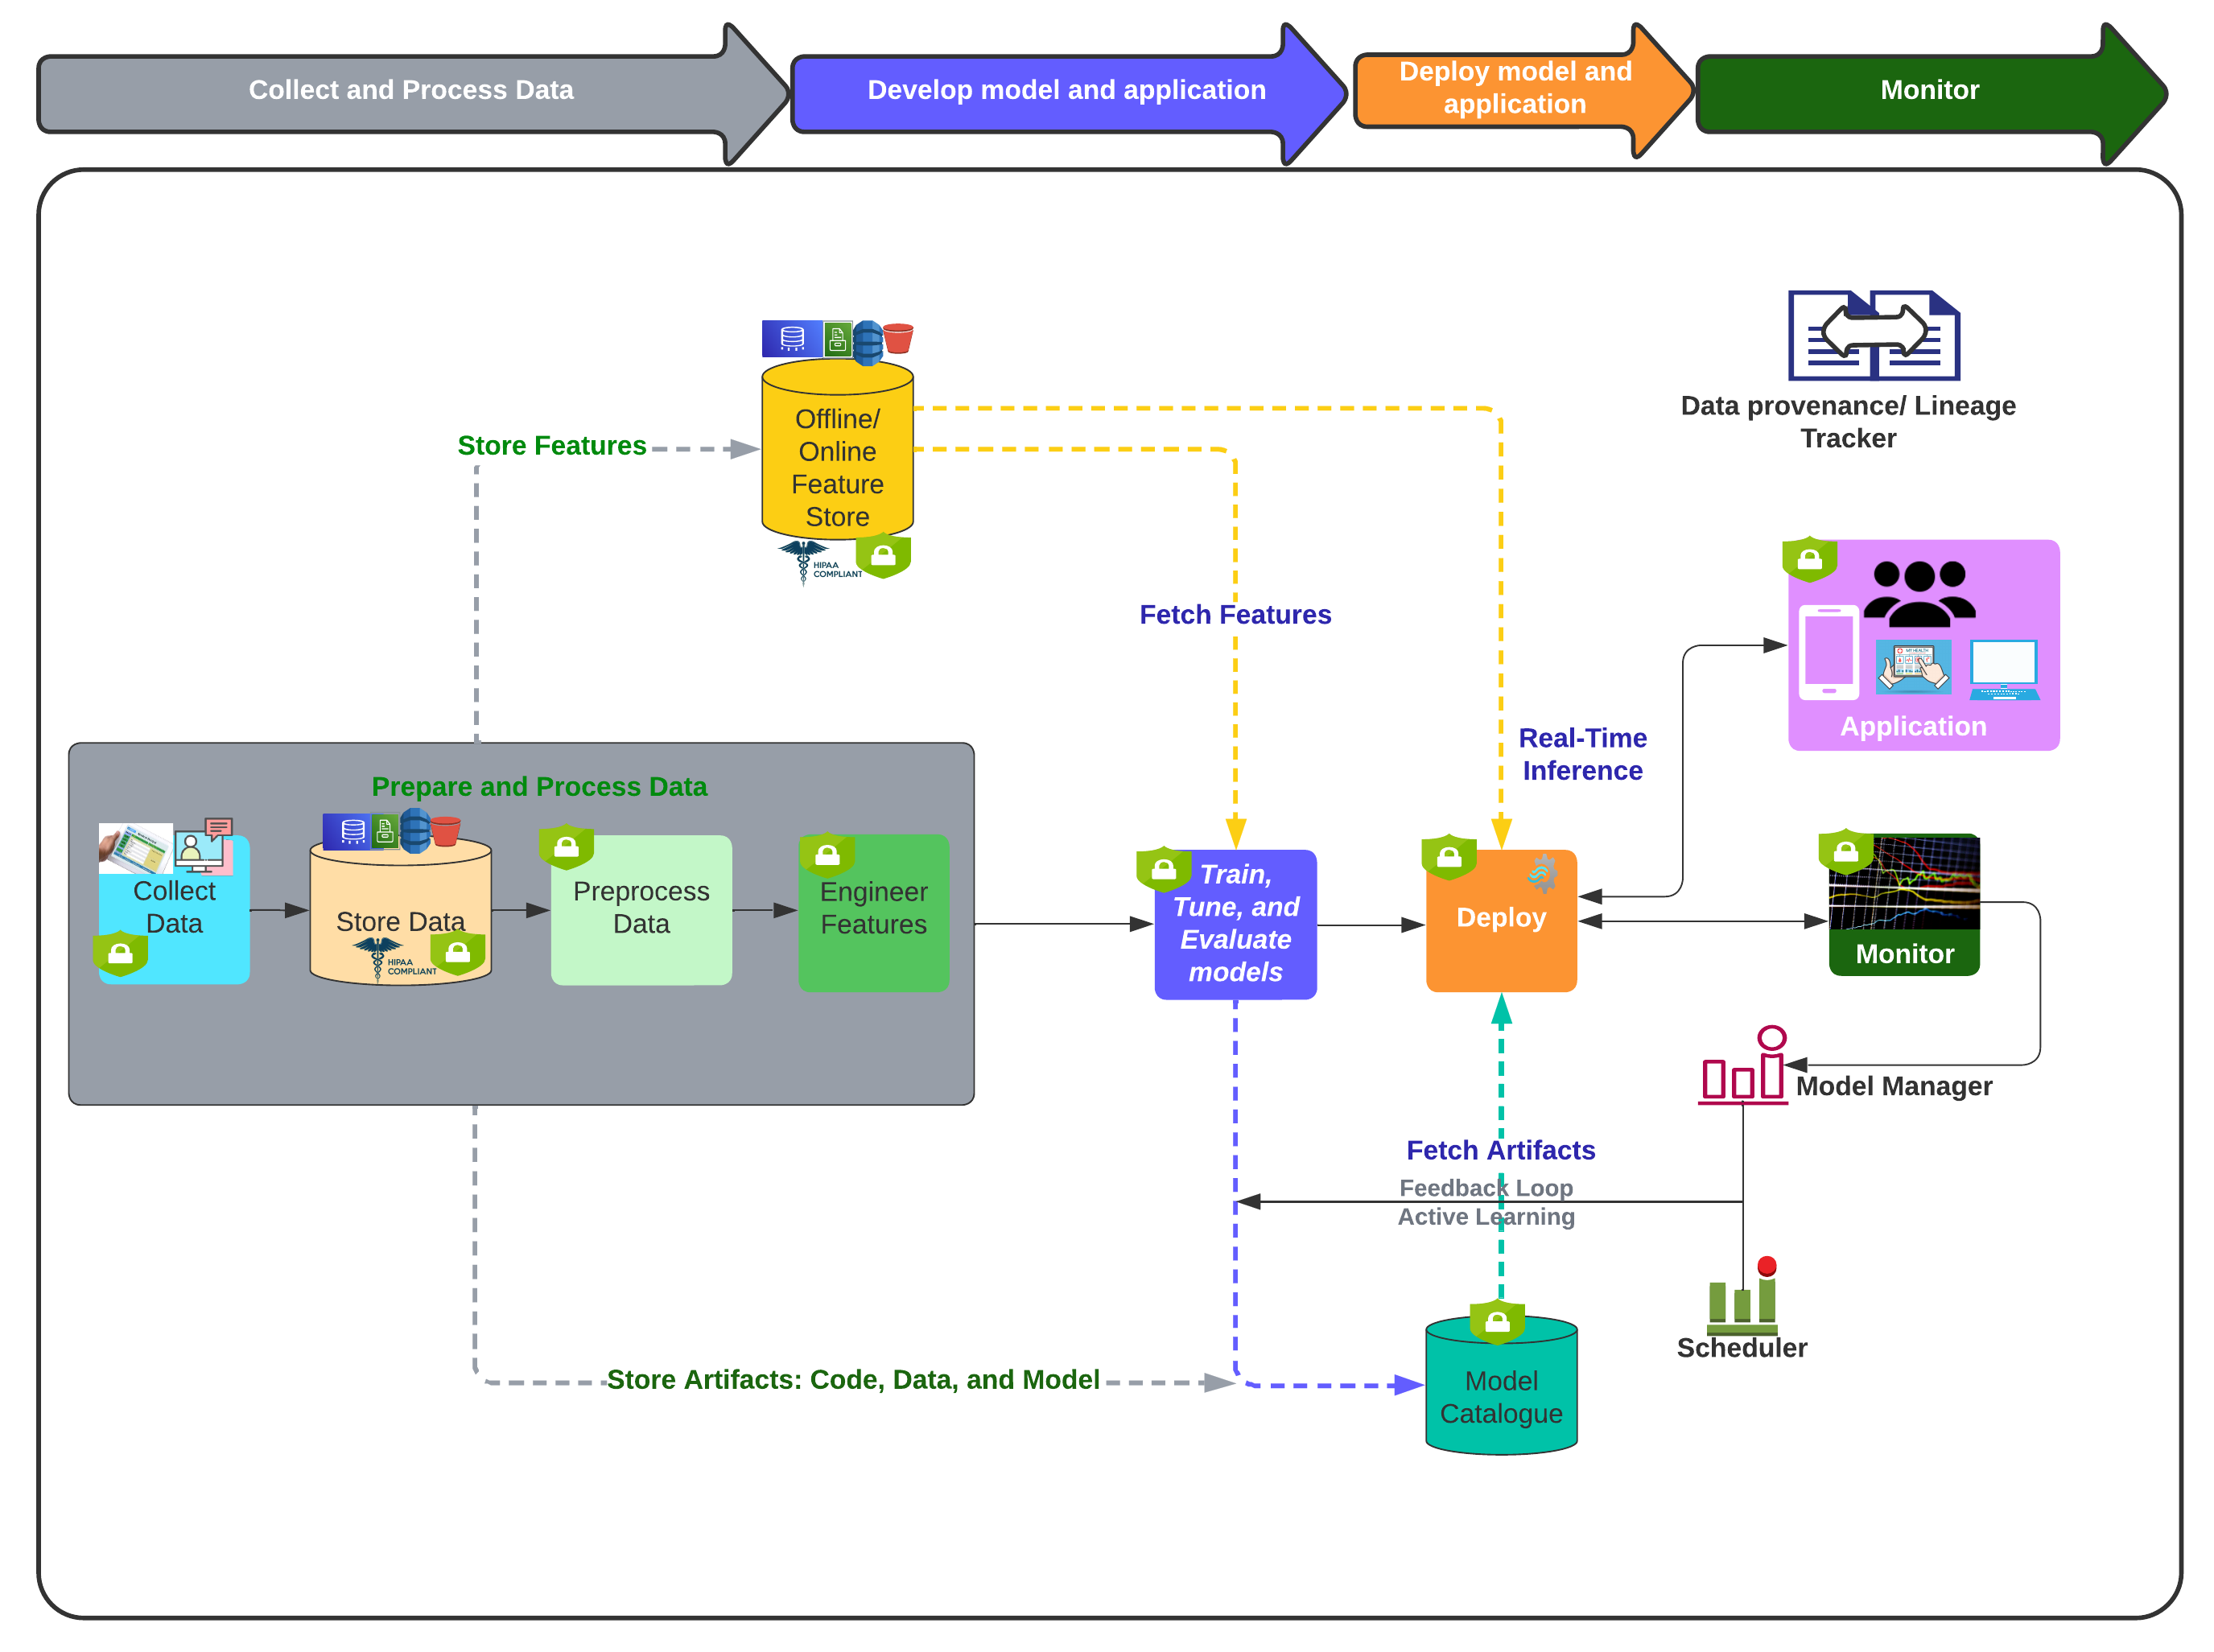 Collect and Process Data
Develop model and application
Deploy model and
application
Monitor
Data provenance/ Lineage
Tracker
Offline/
Online
Feature
Store
Store Features
HIPAA
COMPLIANT
Fetch Features
MY HEALTH
Application
Real-Time
Inference
Prepare and Process Data
Collect
Data
Store Data
HIPAA
COMPLIANT
Preprocess
Data
Engineer
Features
Train,
Tune, and
Evaluate
models
Deploy
Monitor
Model Manager
Fetch Artifacts
Feedback Loop
Active Learning
Scheduler
Store Artifacts: Code, Data, and Model
Model
Catalogue